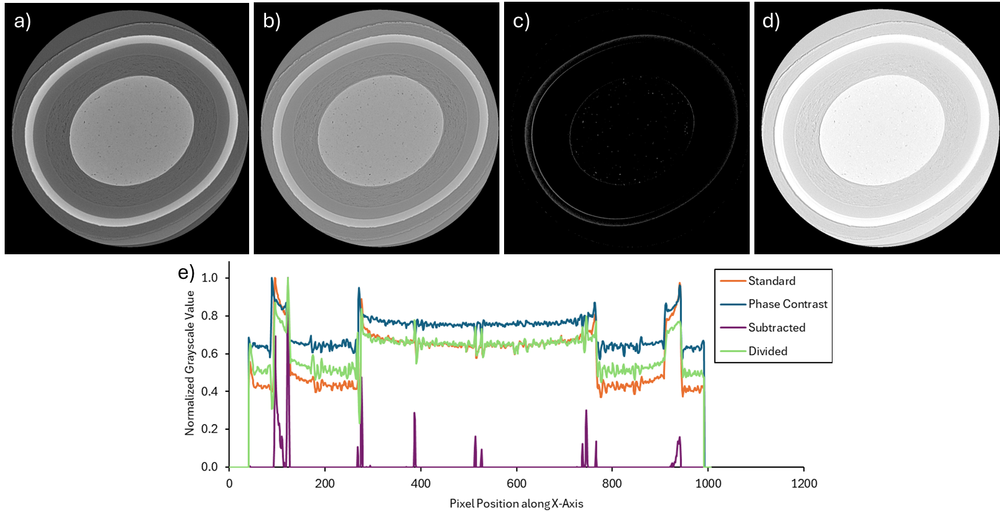 a)
b)
c)
d)
e)
Normalized Grayscale Value
1.0
0.8
0.6
0.4
0.2
0.0
0 200 400 600 800 1000 1200
Pixel Position along X-Axis
Standard
Phase Contrast
Subtracted
Divided